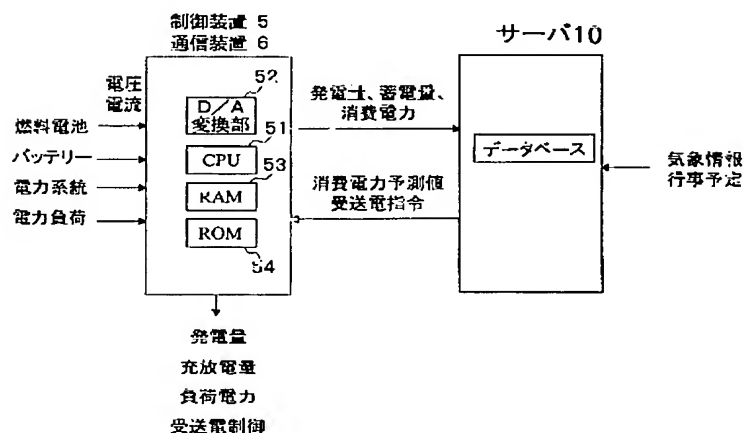 制御装置 5
通信装置 6
サーバ10
電圧
電流
燃料電池
バッテリー
電力系統
電力負荷
52
D/A
変換部
51
CPU
53
RAM
ROM
54
発電量、蓄電量、
消費電力
消費電力予測値
受送電指令
データベース
気象情報
行事予定
発電量
充放電量
負荷電力
受送電制御